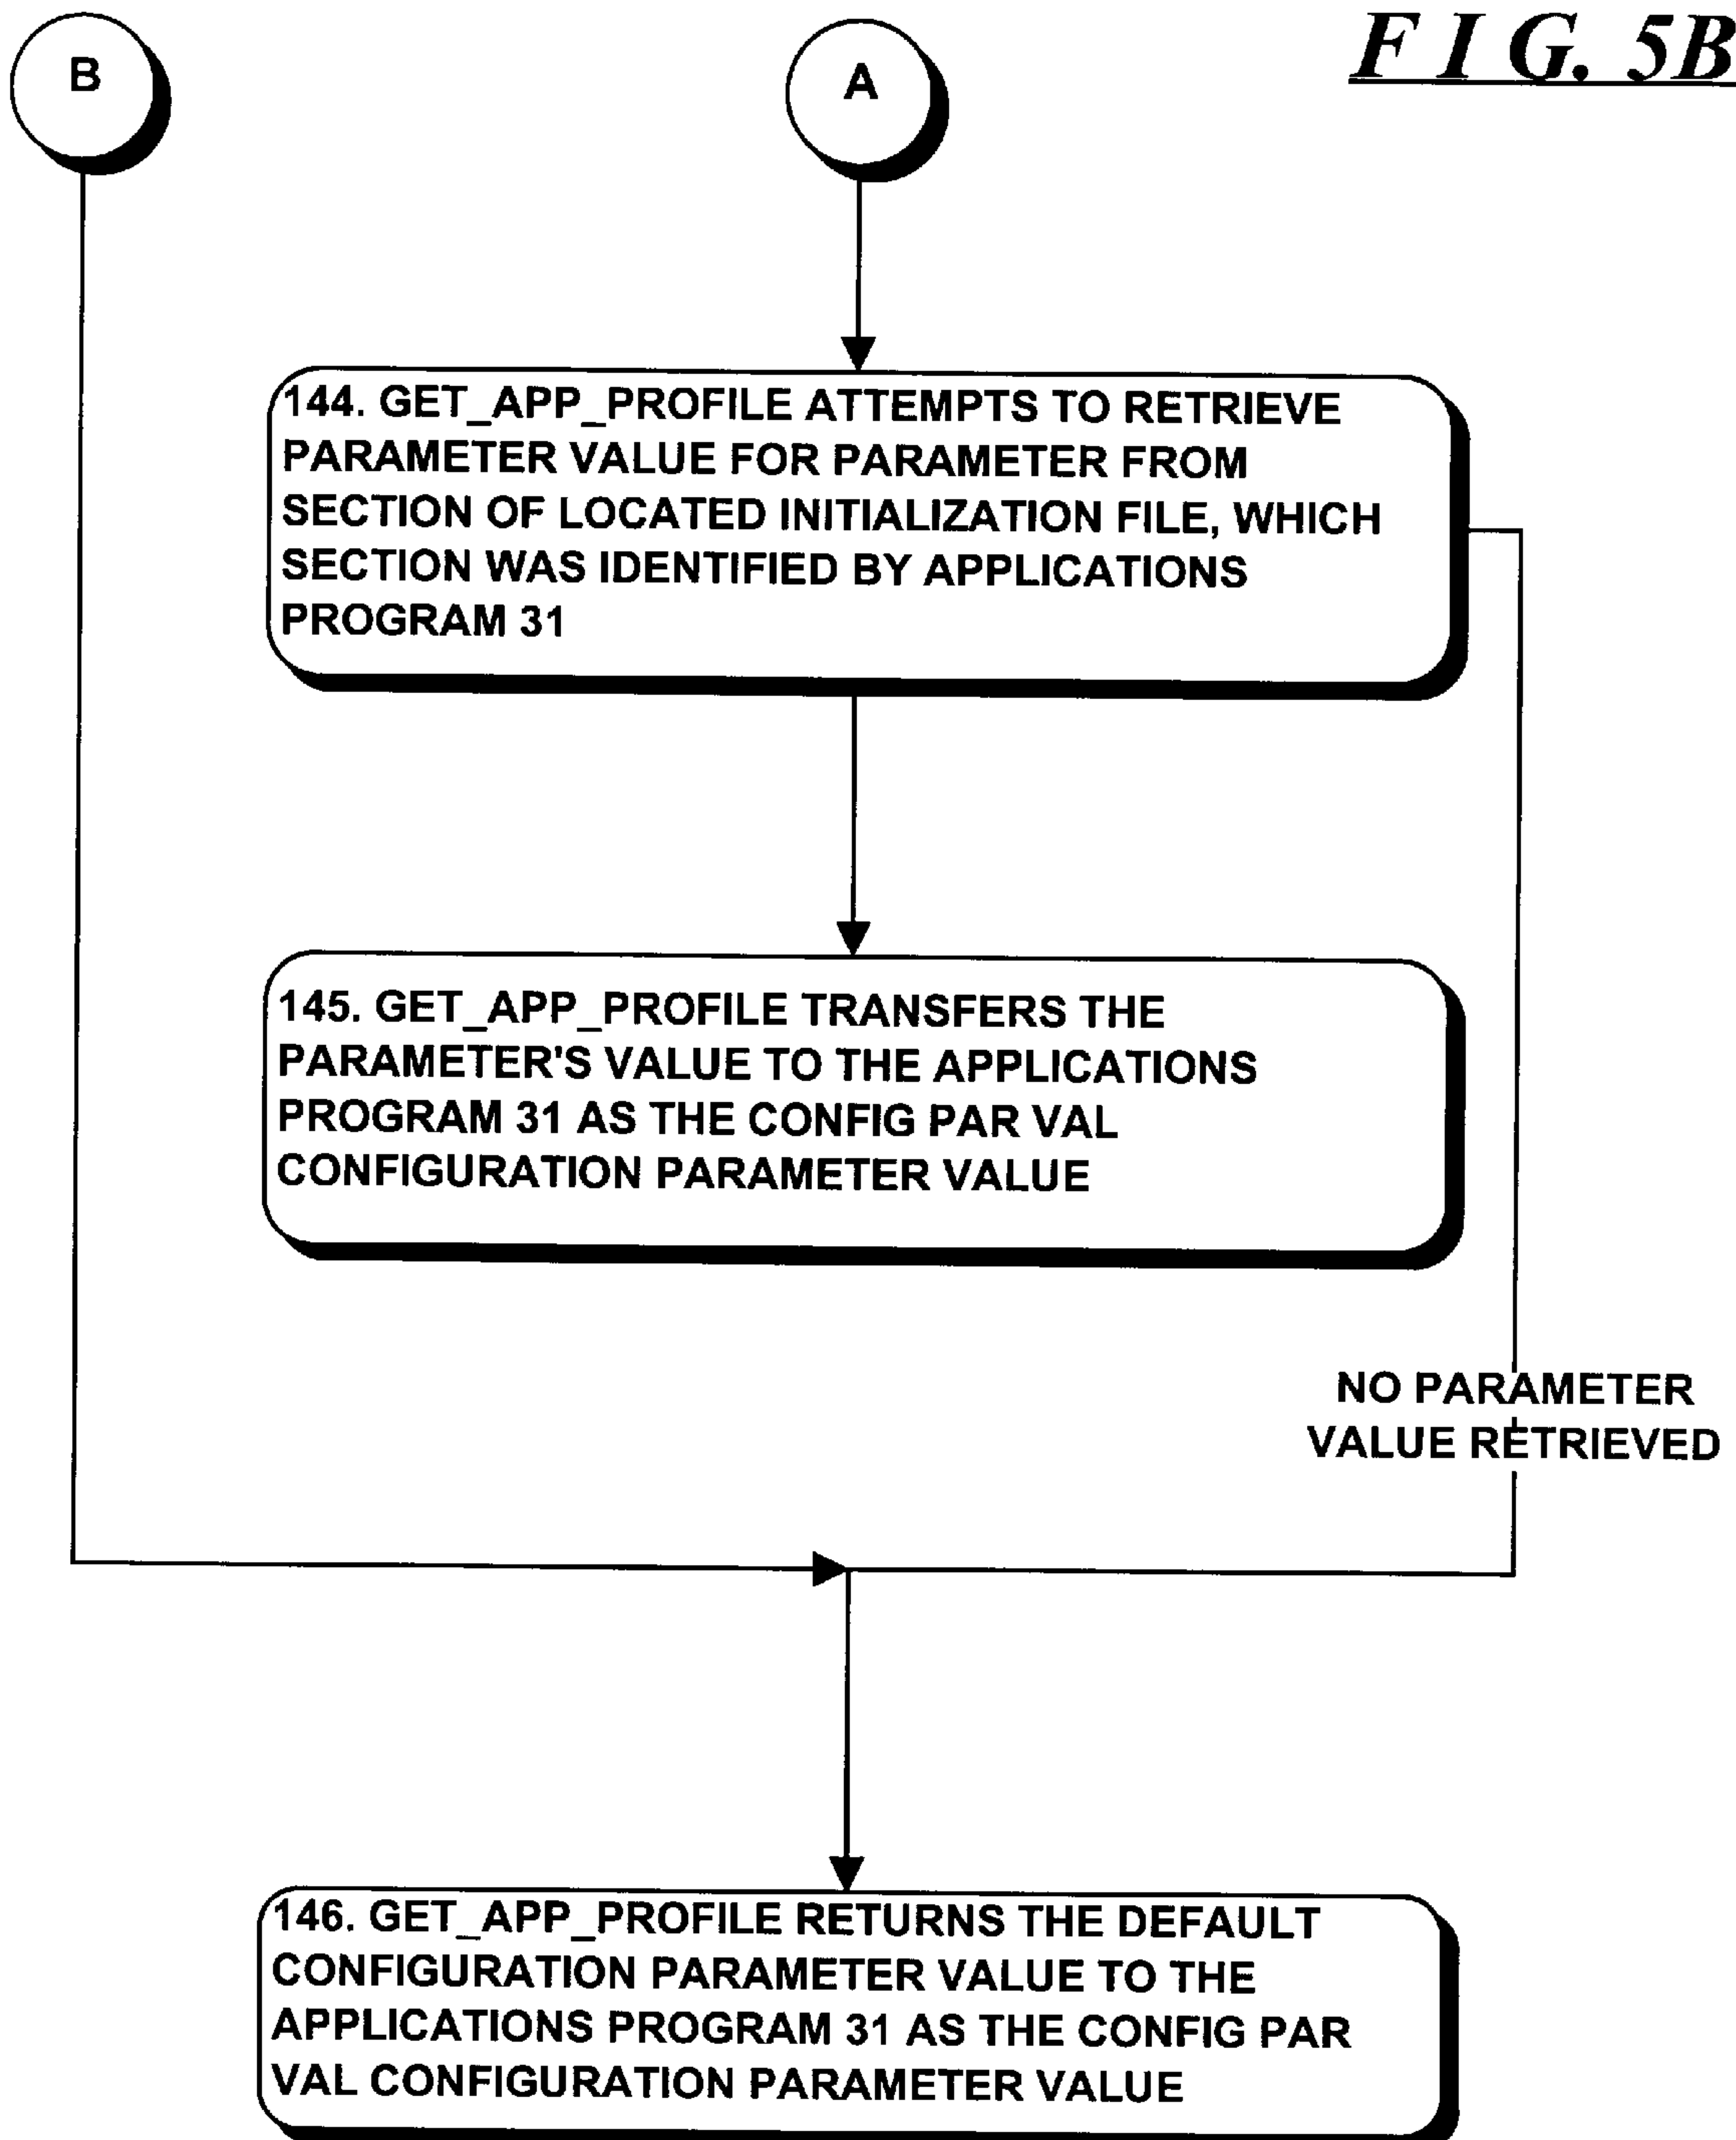 B
A
F I G. 5B
144. GET_APP_PROFILE ATTEMPTS TO RETRIEVE
PARAMETER VALUE FOR PARAMETER FROM
SECTION OF LOCATED INITIALIZATION FILE, WHICH
SECTION WAS IDENTIFIED BY APPLICATIONS
PROGRAM 31
145. GET_APP_PROFILE TRANSFERS THE
PARAMETER'S VALUE TO THE APPLICATIONS
PROGRAM 31 AS THE CONFIG PAR VAL
CONFIGURATION PARAMETER VALUE
NO PARAMETER
VALUE RETRIEVED
146. GET_APP_PROFILE RETURNS THE DEFAULT
CONFIGURATION PARAMETER VALUE TO THE
APPLICATIONS PROGRAM 31 AS THE CONFIG PAR
VAL CONFIGURATION PARAMETER VALUE